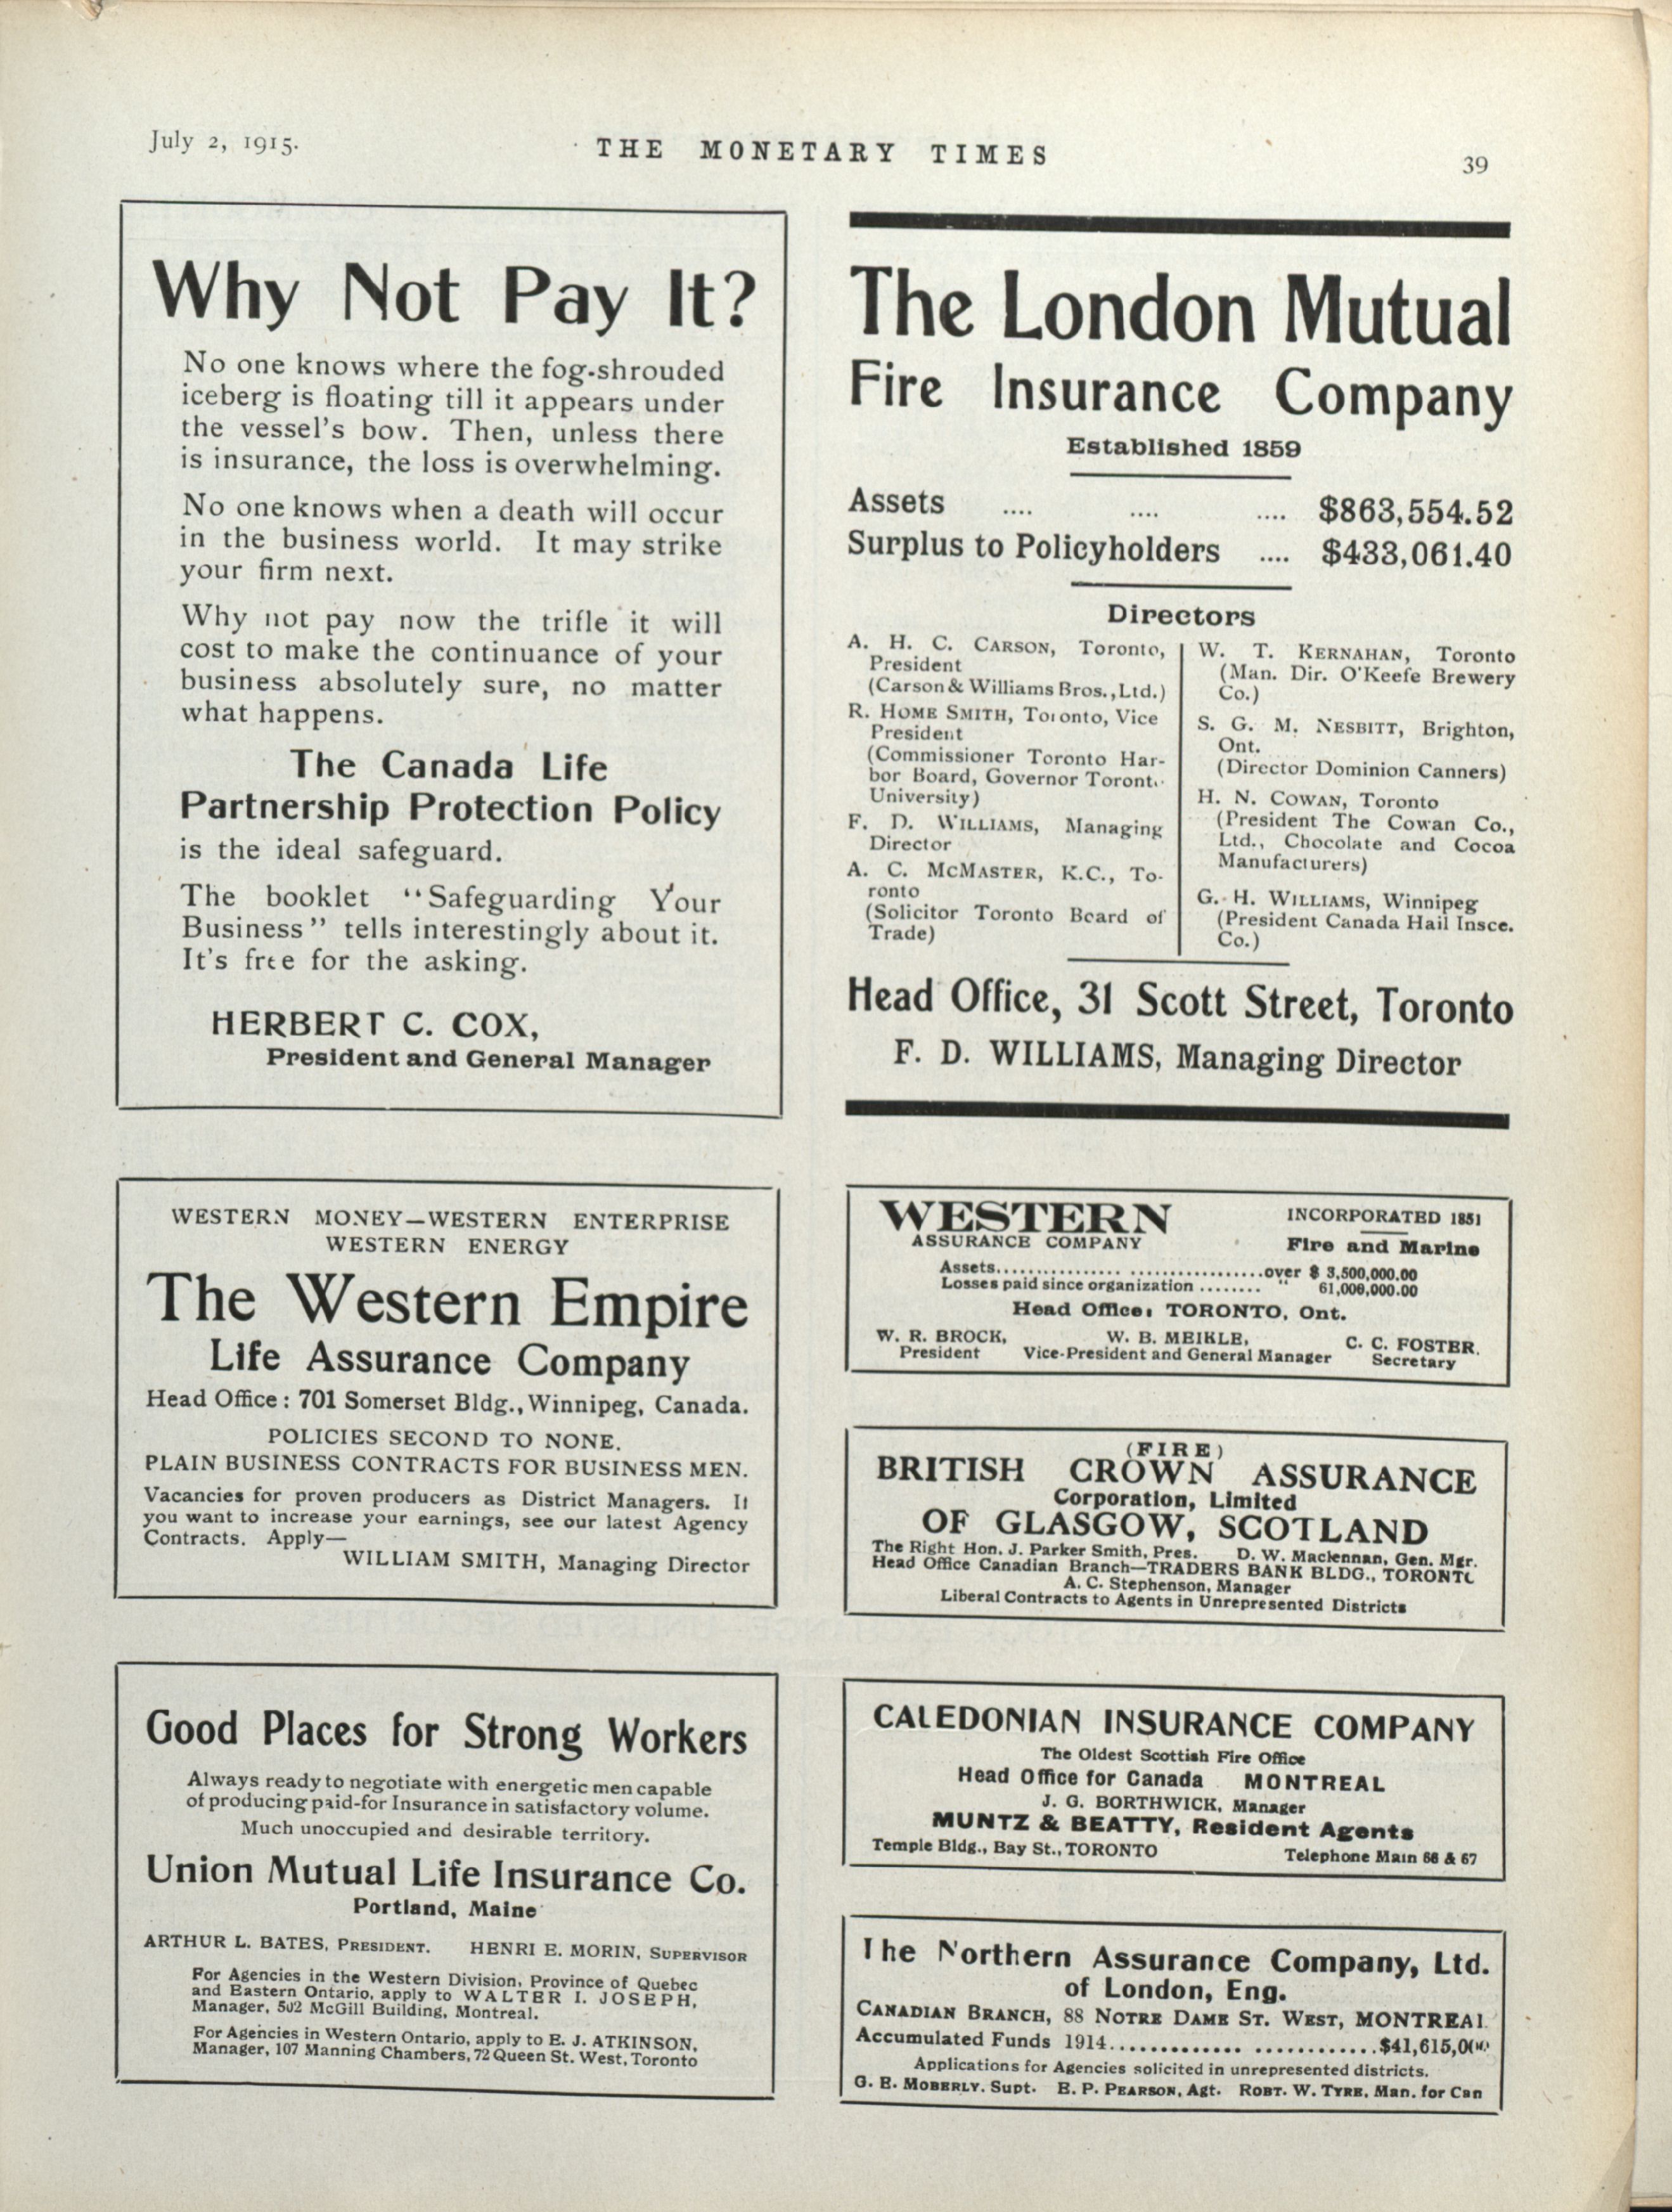 July 2, 1915.
THE MONETARY TIMES
39
Why Not Pay It?
No one knows where the fog-shrouded
iceberg is floating till it appears under
the vessel's bow. Then, unless there
is insurance, the loss is overwhelming.
No one knows when a death will occur
in the business world. It may strike
your firm next.
Why not pay now the trifle it will
cost to make the continuance of your
business absolutely sure, no matter
what happens.
The Canada Life
Partnership Protection Policy
is the ideal safeguard.
The booklet "Safeguarding Your
Business" tells interestingly about it.
It's free for the asking.
HERBERT C. COX,
President and General Manager
The London Mutual
Fire Insurance Company
Established 1859
Assets .... .... .... $863,554.52
Surplus to Policyholders .... $433,061.40
Directors
A. H. C. CARSON, Toronto,
President
(Carson & Williams Bros., Ltd.)
R. HOME SMITH, Toronto, Vice
President
(Commissioner Toronto Har-
bor Board, Governor Toront..
University)
F. D. WILLIAMS, Managing
Director
A. C. MCMASTER, K.C., To-
ronto
(Solicitor Toronto Board of
Trade)
W. T. KERNAHAN, Toronto
(Man. Dir. O'Keefe Brewery
Co.)
S. G. M. NESBITT, Brighton,
Ont.
(Director Dominion Canners)
H. N. COWAN, Toronto
(President The Cowan Co.,
Ltd., Chocolate and Cocoa
Manufacturers)
G. H. WILLIAMS, Winnipeg
(President Canada Hail Insce.
Co.)
Head Office, 31 Scott Street, Toronto
F. D. WILLIAMS, Managing Director
WESTERN MONEY—WESTERN ENTERPRISE
WESTERN ENERGY
The Western Empire
Life Assurance Company
Head Office: 701 Somerset Bldg., Winnipeg, Canada.
POLICIES SECOND TO NONE.
PLAIN BUSINESS CONTRACTS FOR BUSINESS MEN.
Vacancies for proven producers as District Managers. If
you want to increase your earnings, see our latest Agency
Contracts. Apply—
WILLIAM SMITH, Managing Director
WESTERN
ASSURANCE COMPANY
INCORPORATED 1851
Fire and Marine
Assets................................over $ 3,500,000.00
Losses paid since organization ........ " 61,000,000.00
Head Office: TORONTO, Ont.
W. R. BROCK, W. B. MEIKLE, C. C. FOSTER,
President Vice-President and General Manager Secretary
(FIRE)
BRITISH CROWN ASSURANCE
Corporation, Limited
OF GLASGOW, SCOTLAND
The Right Hon. J. Parker Smith, Pres. D. W. Maclennan, Gen. Mgr.
Head Office Canadian Branch—TRADERS BANK BLDG., TORONTO
A. C. Stephenson, Manager
Liberal Contracts to Agents in Unrepresented Districts
Good Places for Strong Workers
Always ready to negotiate with energetic men capable
of producing paid-for Insurance in satisfactory volume.
Much unoccupied and desirable territory.
Union Mutual Life Insurance Co.
Portland, Maine
ARTHUR L. BATES, PRESIDENT. HENRI E. MORIN, SUPERVISOR
For Agencies in the Western Division, Province of Quebec
and Eastern Ontario, apply to WALTER I. JOSEPH,
Manager, 502 McGill Building, Montreal.
For Agencies in Western Ontario, apply to E. J. ATKINSON,
Manager, 107 Manning Chambers, 72 Queen St. West, Toronto
CALEDONIAN INSURANCE COMPANY
The Oldest Scottish Fire Office
Head Office for Canada MONTREAL
J. G. BORTHWICK, Manager
MUNTZ & BEATTY, Resident Agents
Temple Bldg., Bay St., TORONTO Telephone Main 66 & 67
The Northern Assurance Company, Ltd.
of London, Eng.
CANADIAN BRANCH, 88 NOTRE DAME ST. WEST, MONTREAL
Accumulated Funds 1914......................... $41,615,000
Applications for Agencies solicited in unrepresented districts.
G. E. MOBERLY, Supt. E. P. PEARSON, Agt. ROBT. W. TYRE, Man. for Can